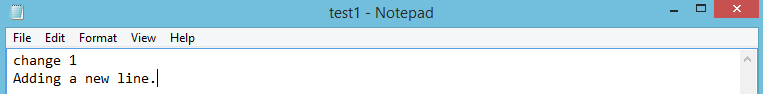 test1 - Notepad
File Edit Format View Help
change 1
Adding a new line.